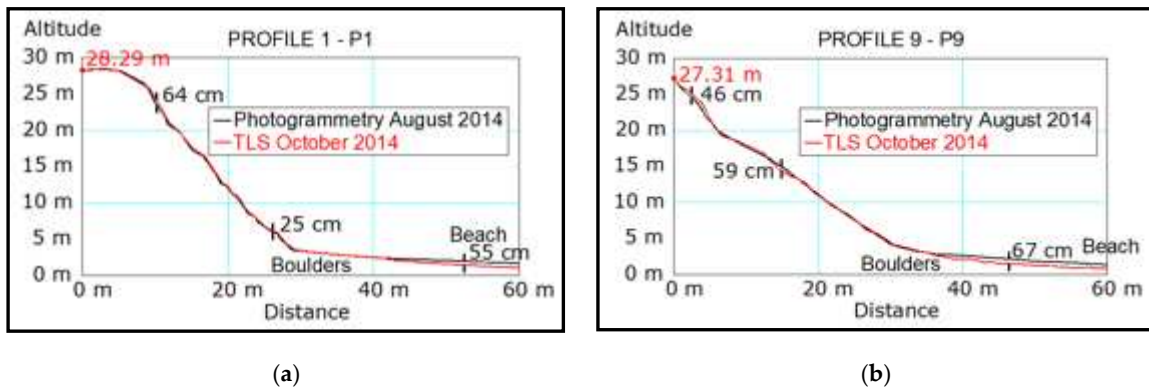 Altitude
PROFILE 1 - P1
30 m
28.29 m
25 m
64 cm
20 m
Photogrammetry August 2014
TLS October 2014
15 m
10 m
25 cm
5 m
Beach
55 cm
Boulders
0 m
0 m
20 m
40 m
60 m
Distance
(a)
Altitude
PROFILE 9 - P9
30 m
27.31 m
25 m
46 cm
20 m
Photogrammetry August 2014
TLS October 2014
15 m
59 cm
10 m
5 m
67 cm
Beach
Boulders
0 m
0 m
20 m
40 m
60 m
Distance
(b)